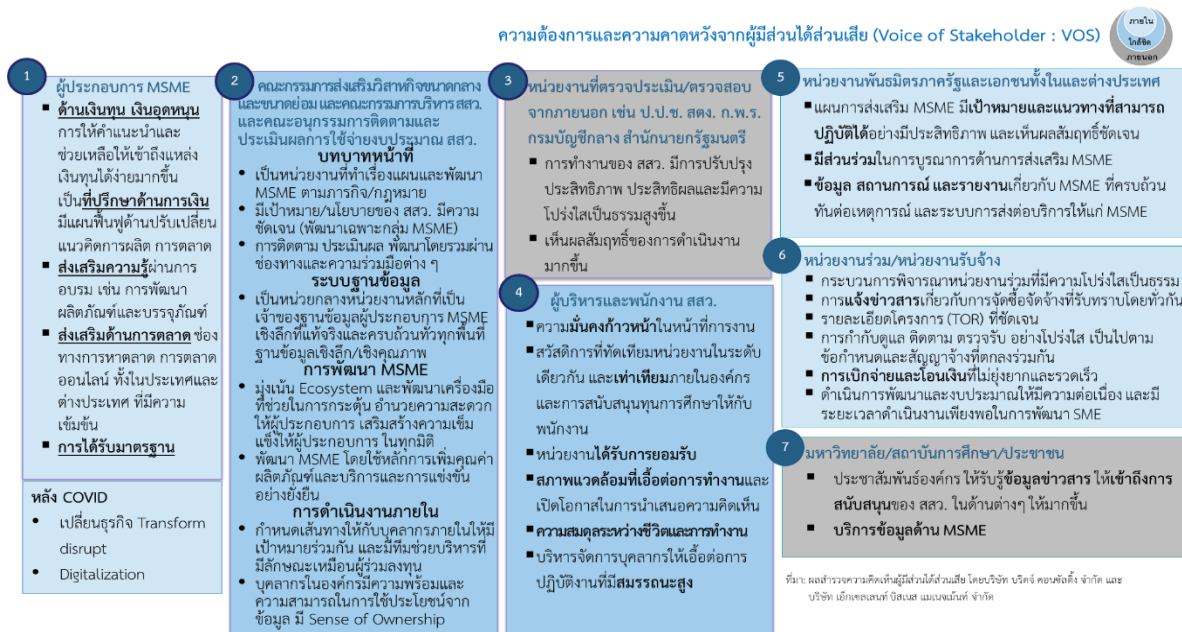 ความต้องการและความคาดหวังจากผู้มีส่วนได้ส่วนเสีย (Voice of Stakeholder : VOS)
ภายใน
ใกล้ชิด
ภายนอก
1
ผู้ประกอบการ MSME
▪ ด้านเงินทุน เงินอุดหนุน
การให้คำแนะนำและ
ช่วยเหลือให้เข้าถึงแหล่ง
เงินทุนได้ง่ายมากขึ้น
เป็นที่ปรึกษาด้านการเงิน
มีแผนฟื้นฟูด้านปรับเปลี่ยน
แนวคิดการผลิต การตลาด
▪ ส่งเสริมความรู้ผ่านการ
อบรม เช่น การพัฒนา
ผลิตภัณฑ์และบรรจุภัณฑ์
▪ ส่งเสริมด้านการตลาด ช่อง
ทางการหาตลาด การตลาด
ออนไลน์ ทั้งในประเทศและ
ต่างประเทศ ที่มีความ
เข้มข้น
▪ การได้รับมาตรฐาน
หลัง COVID
• เปลี่ยนธุรกิจ Transform
disrupt
• Digitalization
2
คณะกรรมการส่งเสริมวิสาหกิจขนาดกลาง
และขนาดย่อม และคณะกรรมการบริหาร สสว.
และคณะอนุกรรมการติดตามและ
ประเมินผลการใช้จ่ายงบประมาณ สสว.
บทบาทหน้าที่
• เป็นหน่วยงานที่ทำเรื่องแผนและพัฒนา
MSME ตามภารกิจ/กฎหมาย
• มีเป้าหมาย/นโยบายของ สสว. มีความ
ชัดเจน (พัฒนาเฉพาะกลุ่ม MSME)
• การติดตาม ประเมินผล พัฒนาโดยรวมผ่าน
ช่องทางและความร่วมมือต่าง ๆ
ระบบฐานข้อมูล
• เป็นหน่วยกลางหน่วยงานหลักที่เป็น
เจ้าของฐานข้อมูลผู้ประกอบการ MSME
เชิงลึกที่แท้จริงและครบถ้วนทั่วทุกพื้นที่
ฐานข้อมูลเชิงลึก/เชิงคุณภาพ
การพัฒนา MSME
• มุ่งเน้น Ecosystem และพัฒนาเครื่องมือ
ที่ช่วยในการกระตุ้น อำนวยความสะดวก
ให้ผู้ประกอบการ เสริมสร้างความเข้ม
แข็งให้ผู้ประกอบการ ในทุกมิติ
• พัฒนา MSME โดยใช้หลักการเพิ่มคุณค่า
ผลิตภัณฑ์และบริการและการแข่งขัน
อย่างยั่งยืน
การดำเนินงานภายใน
• กำหนดเส้นทางให้กับบุคลากรภายในให้มี
เป้าหมายร่วมกัน และมีทีมช่วยบริหารที่
มีลักษณะเหมือนผู้ร่วมลงทุน
• บุคลากรในองค์กรมีความพร้อมและ
ความสามารถในการใช้ประโยชน์จาก
ข้อมูล มี Sense of Ownership
3
หน่วยงานที่ตรวจประเมิน/ตรวจสอบ
จากภายนอก เช่น ป.ป.ช. สตง. ก.พ.ร.
กรมบัญชีกลาง สำนักนายกรัฐมนตรี
▪ การทำงานของ สสว. มีการปรับปรุง
ประสิทธิภาพ ประสิทธิผลและมีความ
โปร่งใสเป็นธรรมสูงขึ้น
▪ เห็นผลสัมฤทธิ์ของการดำเนินงาน
มากขึ้น
4
ผู้บริหารและพนักงาน สสว.
▪ ความมั่นคงก้าวหน้าในหน้าที่การงาน
▪ สวัสดิการที่ทัดเทียมหน่วยงานในระดับ
เดียวกัน และเท่าเทียมภายในองค์กร
และการสนับสนุนทุนการศึกษาให้กับ
พนักงาน
▪ หน่วยงานได้รับการยอมรับ
▪ สภาพแวดล้อมที่เอื้อต่อการทำงานและ
เปิดโอกาสในการนำเสนอความคิดเห็น
▪ ความสมดุลระหว่างชีวิตและการทำงาน
▪ บริหารจัดการบุคลากรให้เอื้อต่อการ
ปฏิบัติงานที่มีสมรรถนะสูง
5
หน่วยงานพันธมิตรภาครัฐและเอกชนทั้งในและต่างประเทศ
▪ แผนการส่งเสริม MSME มีเป้าหมายและแนวทางที่สามารถ
ปฏิบัติได้อย่างมีประสิทธิภาพ และเห็นผลสัมฤทธิ์ชัดเจน
▪ มีส่วนร่วมในการบูรณาการด้านการส่งเสริม MSME
▪ ข้อมูล สถานการณ์ และรายงานเกี่ยวกับ MSME ที่ครบถ้วน
ทันต่อเหตุการณ์ และระบบการส่งต่อบริการให้แก่ MSME
6
หน่วยงานร่วม/หน่วยงานรับจ้าง
▪ กระบวนการพิจารณาหน่วยงานร่วมที่มีความโปร่งใสเป็นธรรม
▪ การแจ้งข่าวสารเกี่ยวกับการจัดซื้อจัดจ้างที่รับทราบโดยทั่วกัน
▪ รายละเอียดโครงการ (TOR) ที่ชัดเจน
▪ การกำกับดูแล ติดตาม ตรวจรับ อย่างโปร่งใส เป็นไปตาม
ข้อกำหนดและสัญญาจ้างที่ตกลงร่วมกัน
▪ การเบิกจ่ายและโอนเงินที่ไม่ยุ่งยากและรวดเร็ว
▪ ดำเนินการพัฒนาและงบประมาณให้มีความต่อเนื่อง และมี
ระยะเวลาดำเนินงานเพียงพอในการพัฒนา SME
7
มหาวิทยาลัย/สถาบันการศึกษา/ประชาชน
▪ ประชาสัมพันธ์องค์กร ให้รับรู้ข้อมูลข่าวสาร ให้เข้าถึงการ
สนับสนุนของ สสว. ในด้านต่างๆ ให้มากขึ้น
▪ บริการข้อมูลด้าน MSME
ที่มา: ผลสำรวจความคิดเห็นผู้มีส่วนได้ส่วนเสีย โดยบริษัท บริดจ์ คอนซัลติ้ง จำกัด และ
บริษัท เอ็กเซลเลนท์ บิสเนส แมเนจเม้นท์ จำกัด